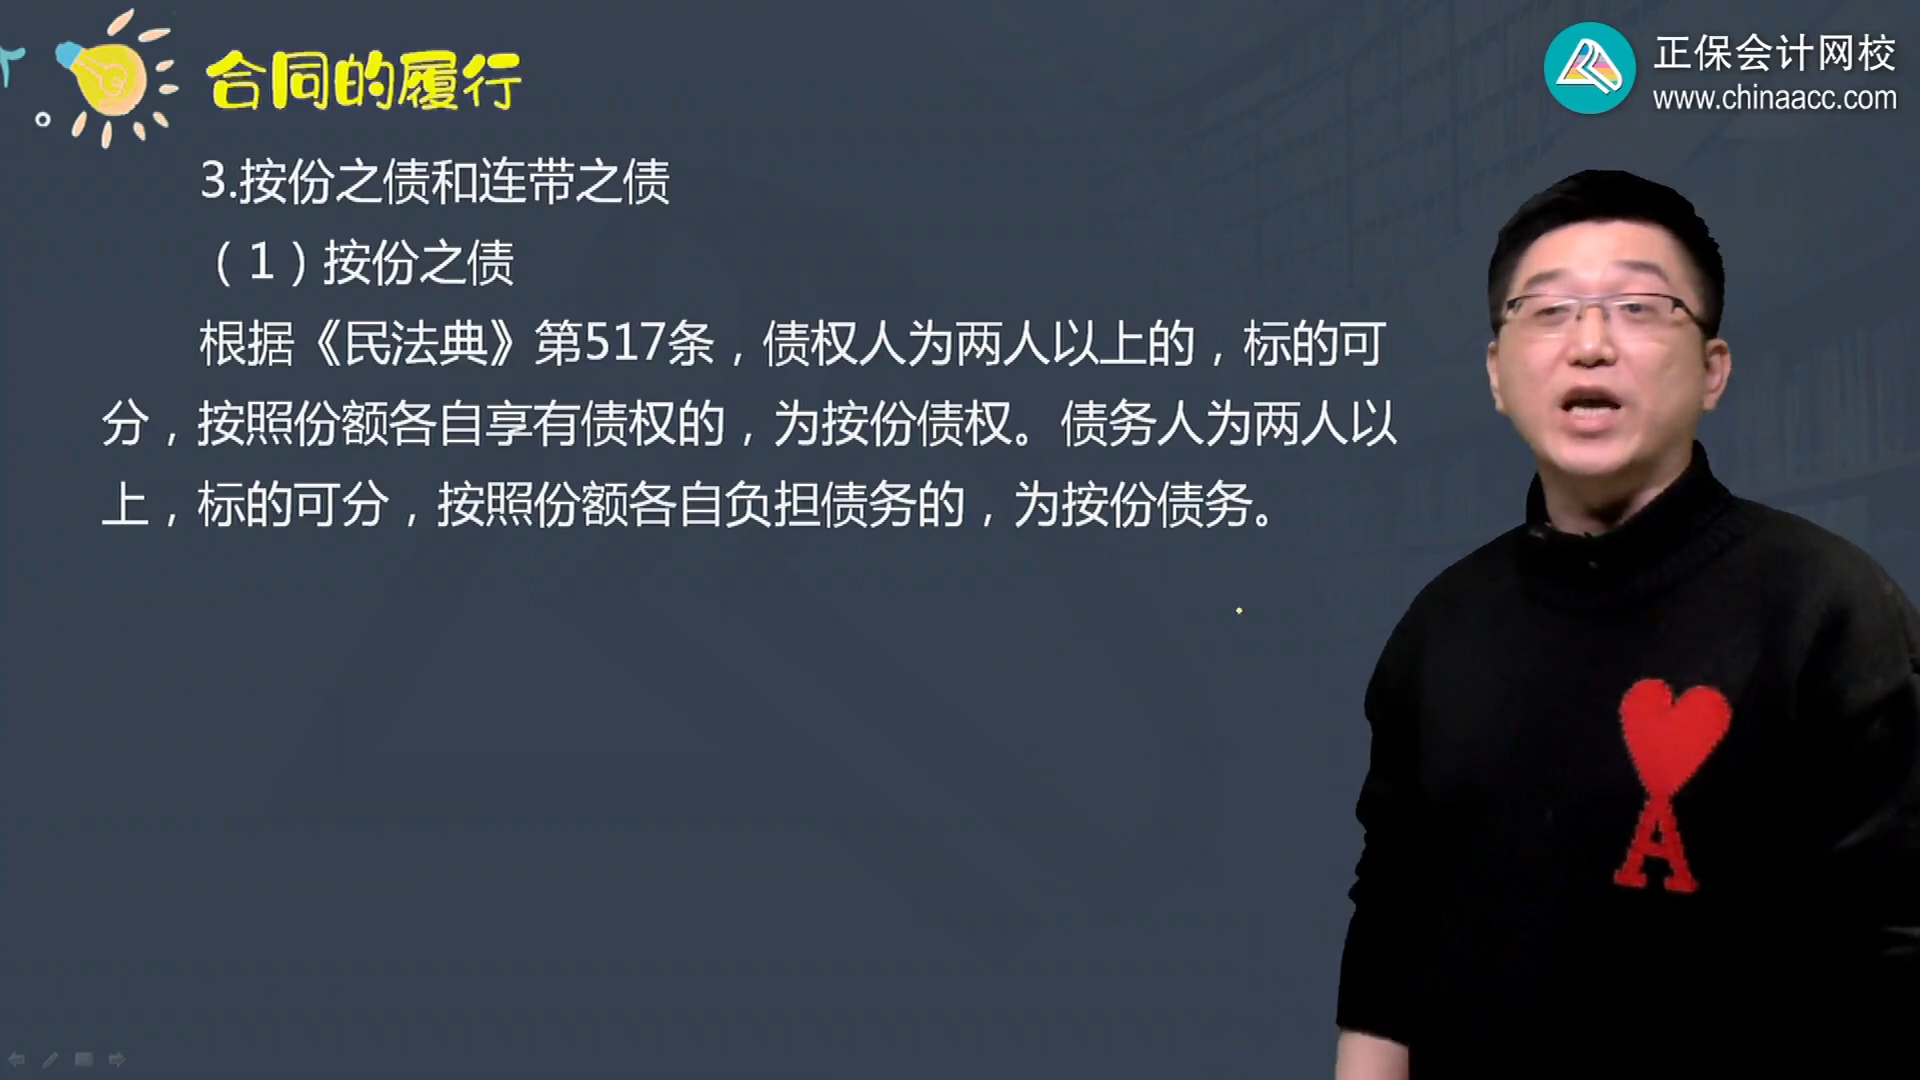 合同的履行
正保会计网校
www.chinaacc.com
3.按份之债和连带之债
（1）按份之债
根据《民法典》第517条，债权人为两人以上的，标的可
分，按照份额各自享有债权的，为按份债权。债务人为两人以
上，标的可分，按照份额各自负担债务的，为按份债务。
A